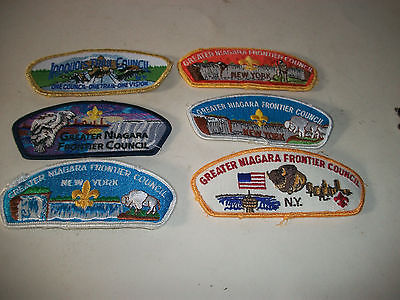 IROQUOIS TRAIL COUNCIL
ONE COUNCIL·ONE TRAIL·ONE VISION
GREATER NIAGARA FRONTIER COUNCIL
NEW YORK
GREATER NIAGARA
FRONTIER COUNCIL
GREATER NIAGARA FRONTIER COUNCIL
NEW YORK
GREATER NIAGARA FRONTIER COUNCIL
NEW YORK
GREATER NIAGARA FRONTIER COUNCIL
N.Y.